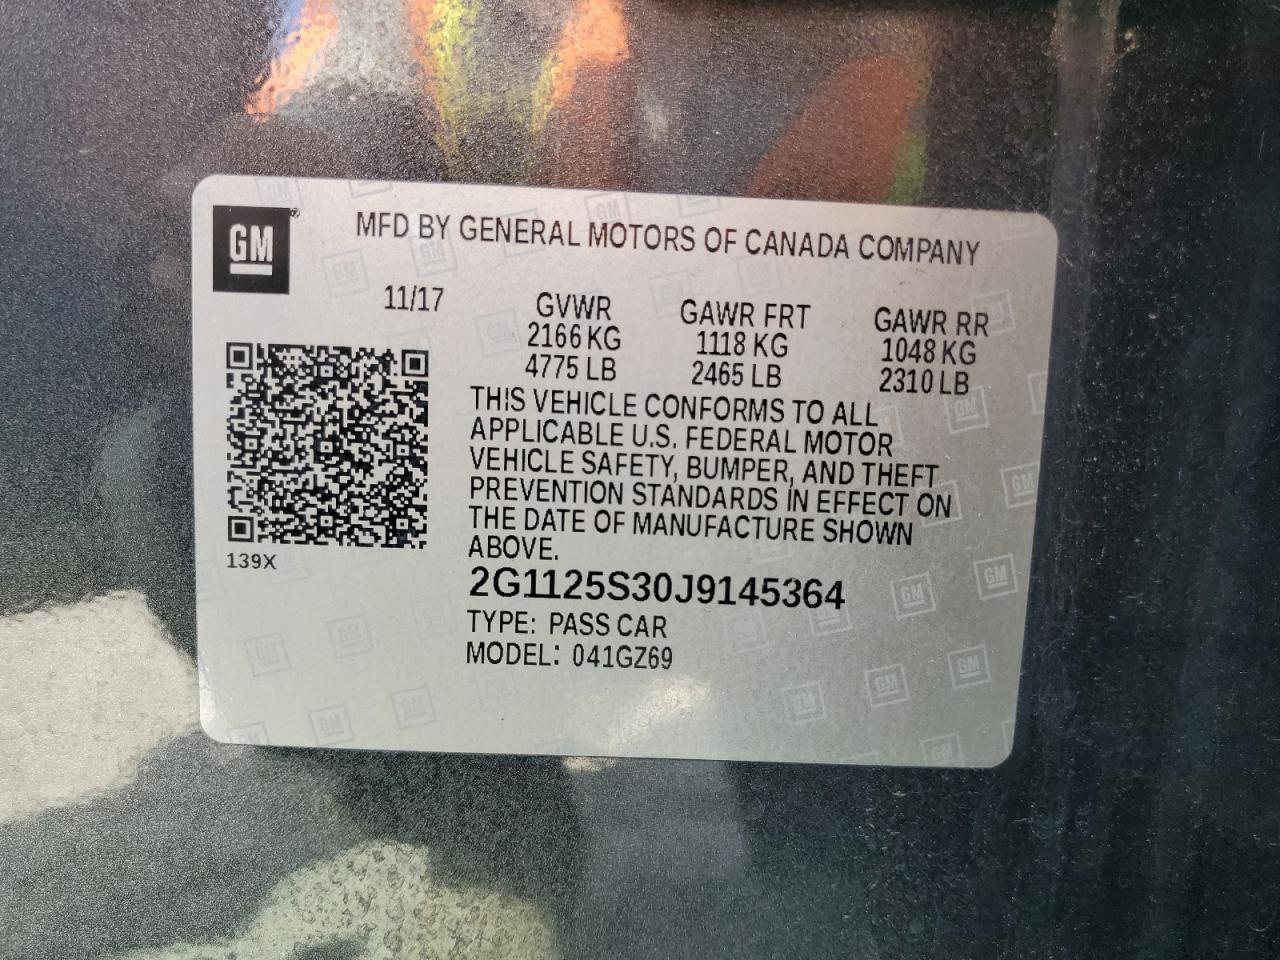 GM
MFD BY GENERAL MOTORS OF CANADA COMPANY
11/17
GVWR GAWR FRT GAWR RR
2166 KG 1118 KG 1048 KG
4775 LB 2465 LB 2310 LB
THIS VEHICLE CONFORMS TO ALL
APPLICABLE U.S. FEDERAL MOTOR
VEHICLE SAFETY, BUMPER, AND THEFT
PREVENTION STANDARDS IN EFFECT ON
THE DATE OF MANUFACTURE SHOWN
ABOVE.
139X
2G1125S30J9145364
TYPE: PASS CAR
MODEL: 041GZ69